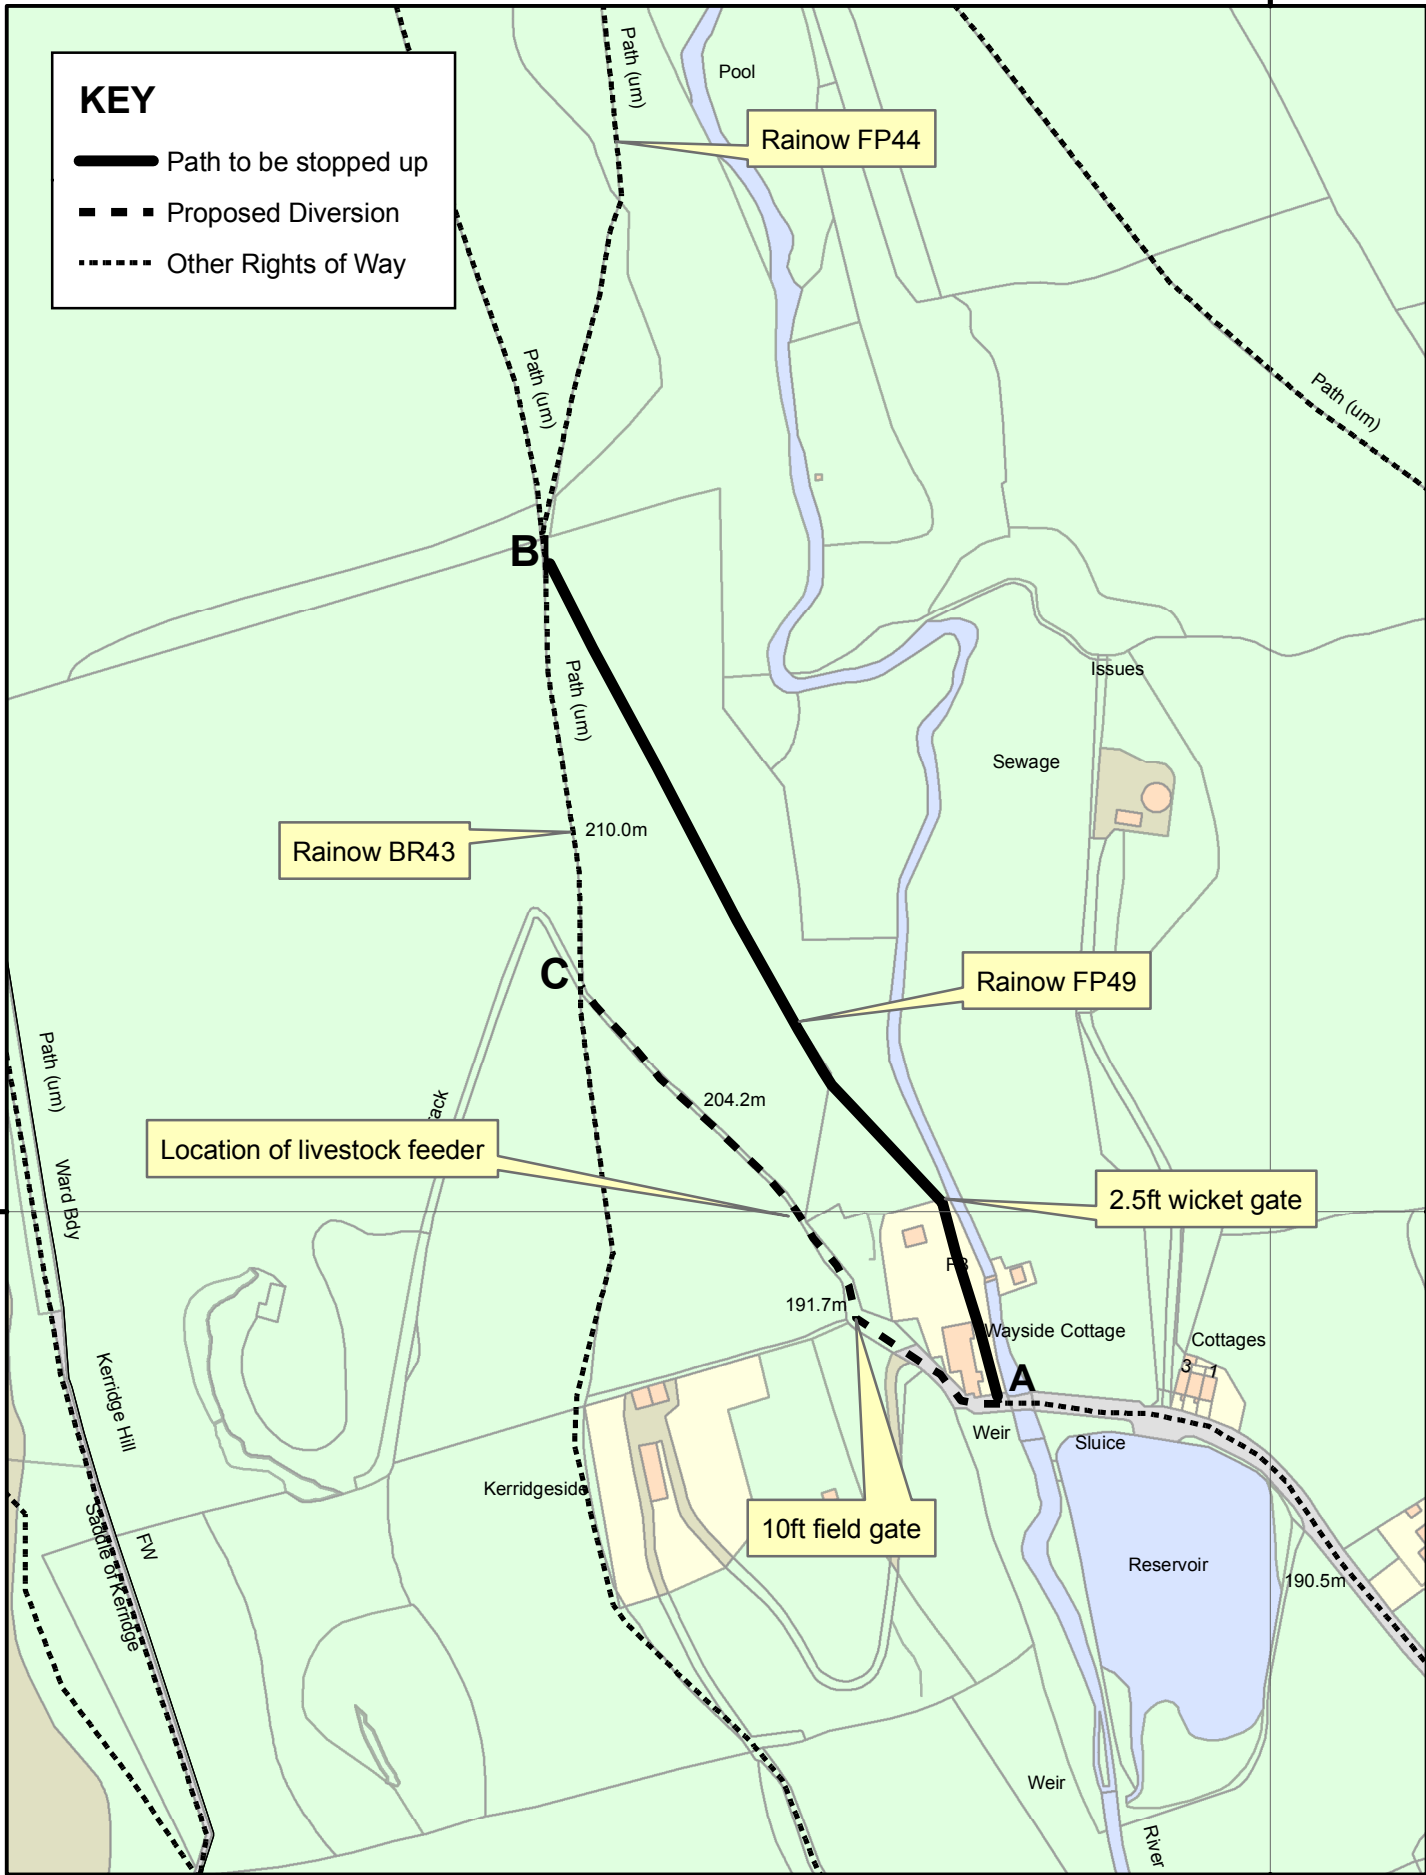 KEY
Path to be stopped up
Proposed Diversion
Other Rights of Way
Path (um)
Pool
Rainow FP44
Path (um)
Path (um)
B
Path (um)
Issues
Sewage
Rainow BR43
210.0m
C
Rainow FP49
Path (um)
rack
204.2m
Location of livestock feeder
2.5ft wicket gate
Ward Bdy
191.7m
Wayside Cottage
Cottages
3
1
A
Kerridge Hill
Weir
Sluice
Kerridgeside
10ft field gate
FW
Saddle of Kerridge
Reservoir
190.5m
Weir
River